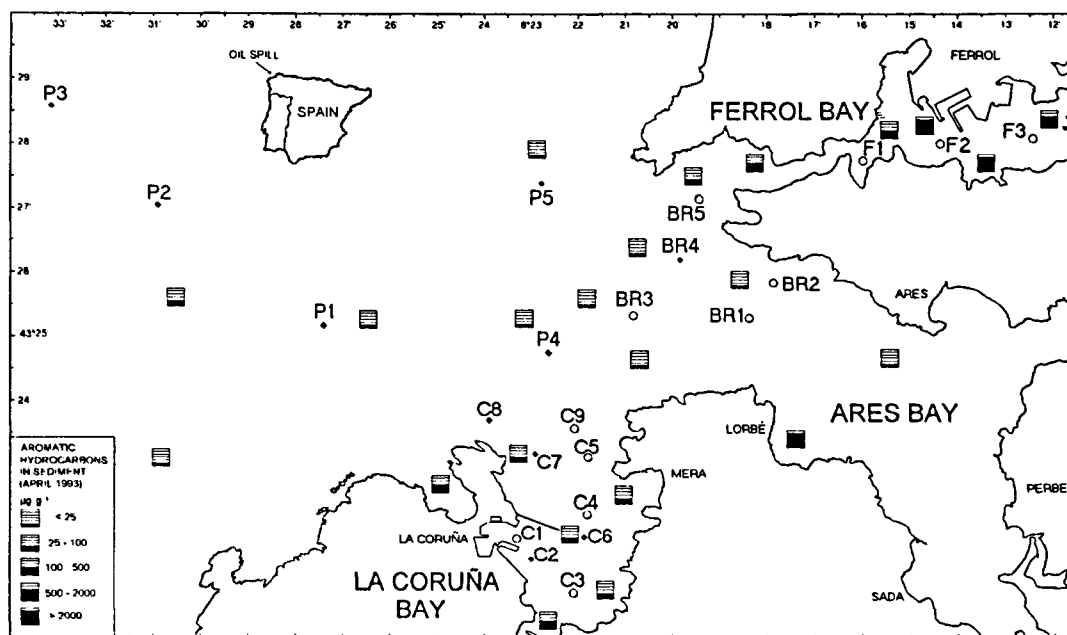 33' 31 30 28 27 26 25 24 8°23 21 20 18 17 16 15 14 13 12'
OIL SPILL
SPAIN
FERROL
29
P3
FERROL BAY
28
F1
F2
F3
P2
27'
P5
BR5
BR4
28
BR3
BR2
BR1
ARES
P1
43°25
P4
24
C8
C9
ARES BAY
LORBÉ
C7
C5
MERA
C4
PERBE
LA CORUÑA
C1
C6
C2
C3
LA CORUÑA
BAY
SADA
AROMATIC
HYDROCARBONS
IN SEDIMENT
(APRIL 1993)
µg g⁻¹
< 25
25 - 100
100 500
500-2000
> 2000